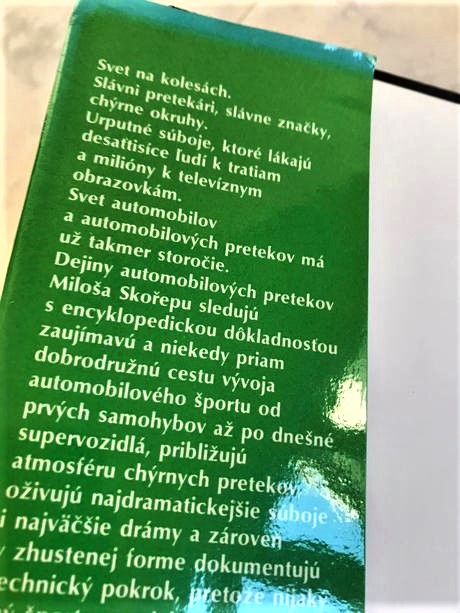 Svet na kolesách.
Slávni pretekári, slávne značky,
chýrne okruhy.
Urputné súboje, ktoré lákajú
desaťtisíce ľudí k tratiam
a milióny k televíznym
obrazovkám.
Svet automobilov
a automobilových pretekov má
už takmer storočie.
Dejiny automobilových pretekov
Miloša Skořepu sledujú
s encyklopedickou dôkladnosťou
zaujímavú a niekedy priam
dobrodružnú cestu vývoja
automobilového športu od
prvých samohybov až po dnešné
supervozidlá, približujú
atmosféru chýrnych pretekov,
oživujú najdramatickejšie súboje
i najväčšie drámy a zároveň
v zhustenej forme dokumentujú
echnický pokrok, pretože nijaký